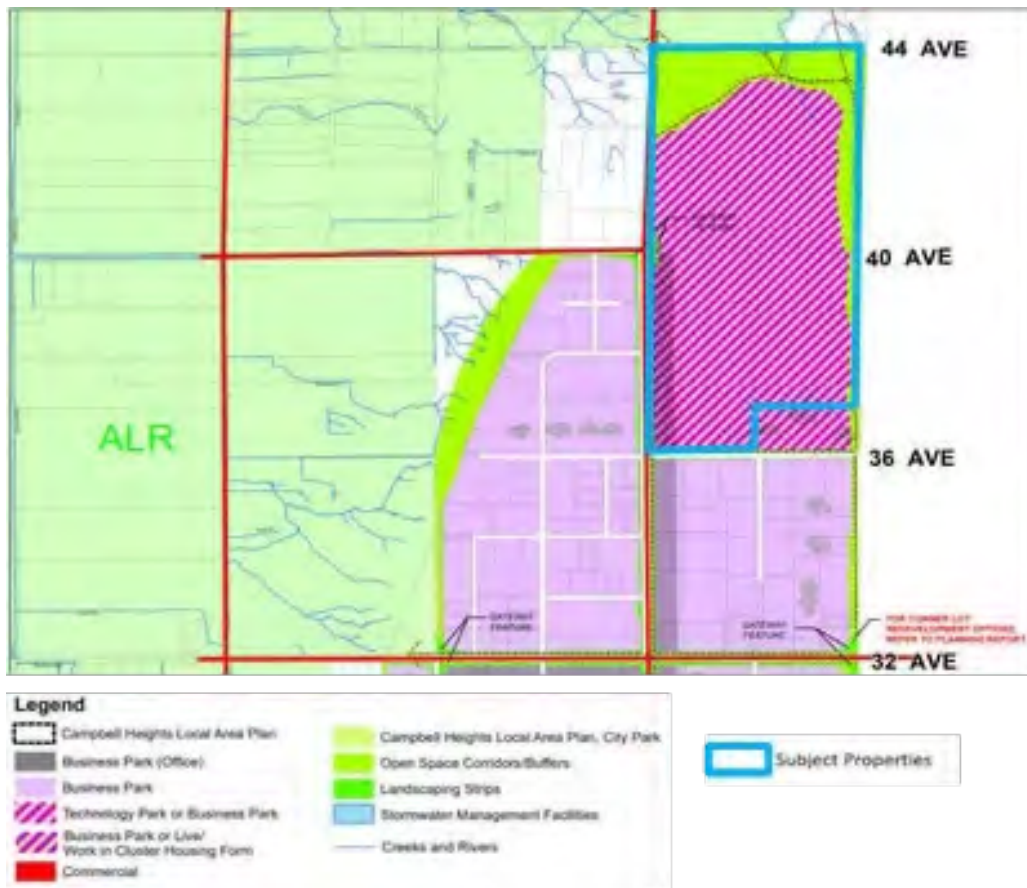 44 AVE
40 AVE
ALR
36 AVE
GATEWAY
FEATURE
GATEWAY
FEATURE
FOR CORNER LOT
REDEVELOPMENT OPTIONS,
REFER TO PLANNING REPORT
32 AVE
Legend
Campbell Heights Local Area Plan
Business Park (Office)
Business Park
Technology Park or Business Park
Business Park or Live/
Work in Cluster Housing Form
Commercial
Campbell Heights Local Area Plan, City Park
Open Space Corridors/Buffers
Landscaping Strips
Stormwater Management Facilities
Creeks and Rivers
Subject Properties